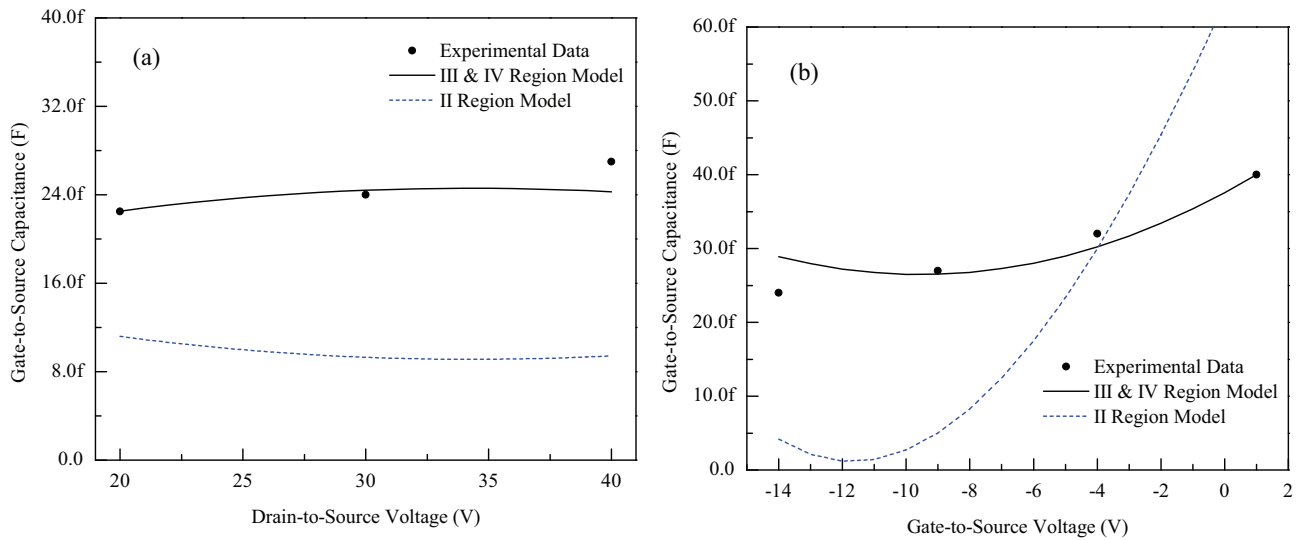 40.0f
32.0f
24.0f
16.0f
8.0f
0.0
Gate-to-Source Capacitance (F)
(a)
Experimental Data
III & IV Region Model
II Region Model
20
25
30
35
40
Drain-to-Source Voltage (V)
60.0f
50.0f
40.0f
30.0f
20.0f
10.0f
0.0
Gate-to-Source Capacitance (F)
(b)
Experimental Data
III & IV Region Model
II Region Model
-14
-12
-10
-8
-6
-4
-2
0
2
Gate-to-Source Voltage (V)